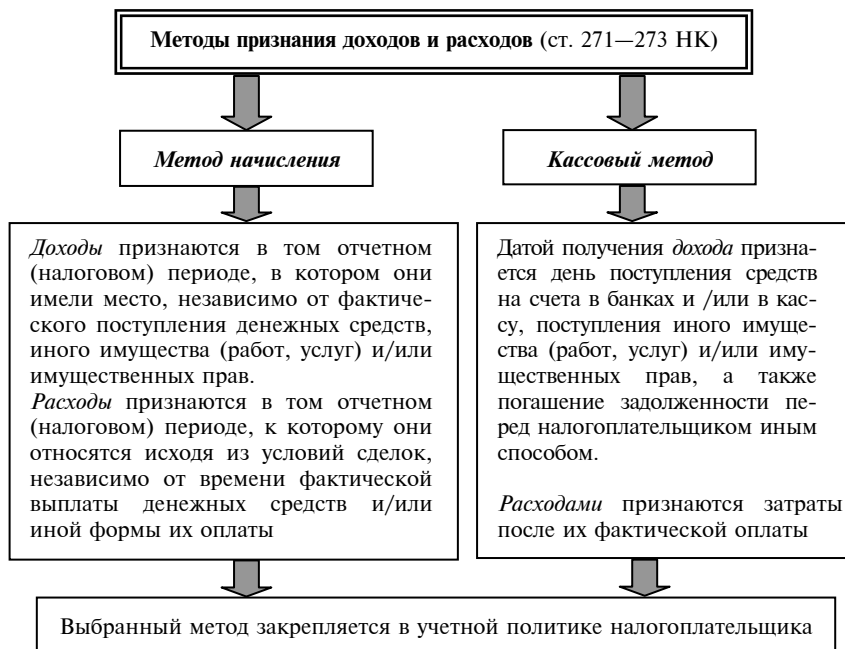 Методы признания доходов и расходов (ст. 271—273 НК)
Метод начисления
Кассовый метод
Доходы признаются в том отчетном
(налоговом) периоде, в котором они
имели место, независимо от фактиче-
ского поступления денежных средств,
иного имущества (работ, услуг) и/или
имущественных прав.
Расходы признаются в том отчетном
(налоговом) периоде, к которому они
относятся исходя из условий сделок,
независимо от времени фактической
выплаты денежных средств и/или
иной формы их оплаты
Датой получения дохода призна-
ется день поступления средств
на счета в банках и /или в кас-
су, поступления иного имуще-
ства (работ, услуг) и/или иму-
щественных прав, а также
погашение задолженности пе-
ред налогоплательщиком иным
способом.
Расходами признаются затраты
после их фактической оплаты
Выбранный метод закрепляется в учетной политике налогоплательщика